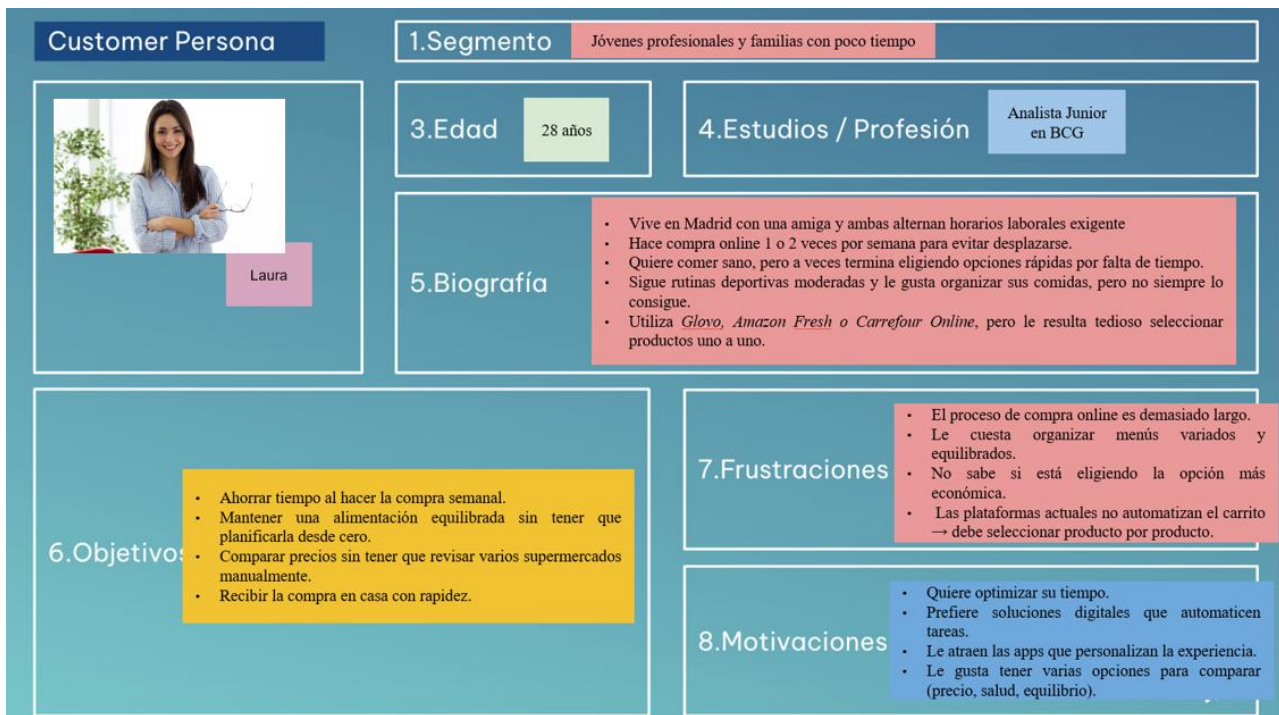 Customer Persona
1.Segmento
Jóvenes profesionales y familias con poco tiempo
Laura
3.Edad
28 años
4.Estudios / Profesión
Analista Junior
en BCG
5.Biografía
• Vive en Madrid con una amiga y ambas alternan horarios laborales exigente
• Hace compra online 1 o 2 veces por semana para evitar desplazarse.
• Quiere comer sano, pero a veces termina eligiendo opciones rápidas por falta de tiempo.
• Sigue rutinas deportivas moderadas y le gusta organizar sus comidas, pero no siempre lo
consigue.
• Utiliza Glovo, Amazon Fresh o Carrefour Online, pero le resulta tedioso seleccionar
productos uno a uno.
6.Objetivos
• Ahorrar tiempo al hacer la compra semanal.
• Mantener una alimentación equilibrada sin tener que
planificarla desde cero.
• Comparar precios sin tener que revisar varios supermercados
manualmente.
• Recibir la compra en casa con rapidez.
7.Frustraciones
• El proceso de compra online es demasiado largo.
• Le cuesta organizar menús variados y
equilibrados.
• No sabe si está eligiendo la opción más
económica.
• Las plataformas actuales no automatizan el carrito
→ debe seleccionar producto por producto.
8.Motivaciones
• Quiere optimizar su tiempo.
• Prefiere soluciones digitales que automaticen
tareas.
• Le atraen las apps que personalizan la experiencia.
• Le gusta tener varias opciones para comparar
(precio, salud, equilibrio).